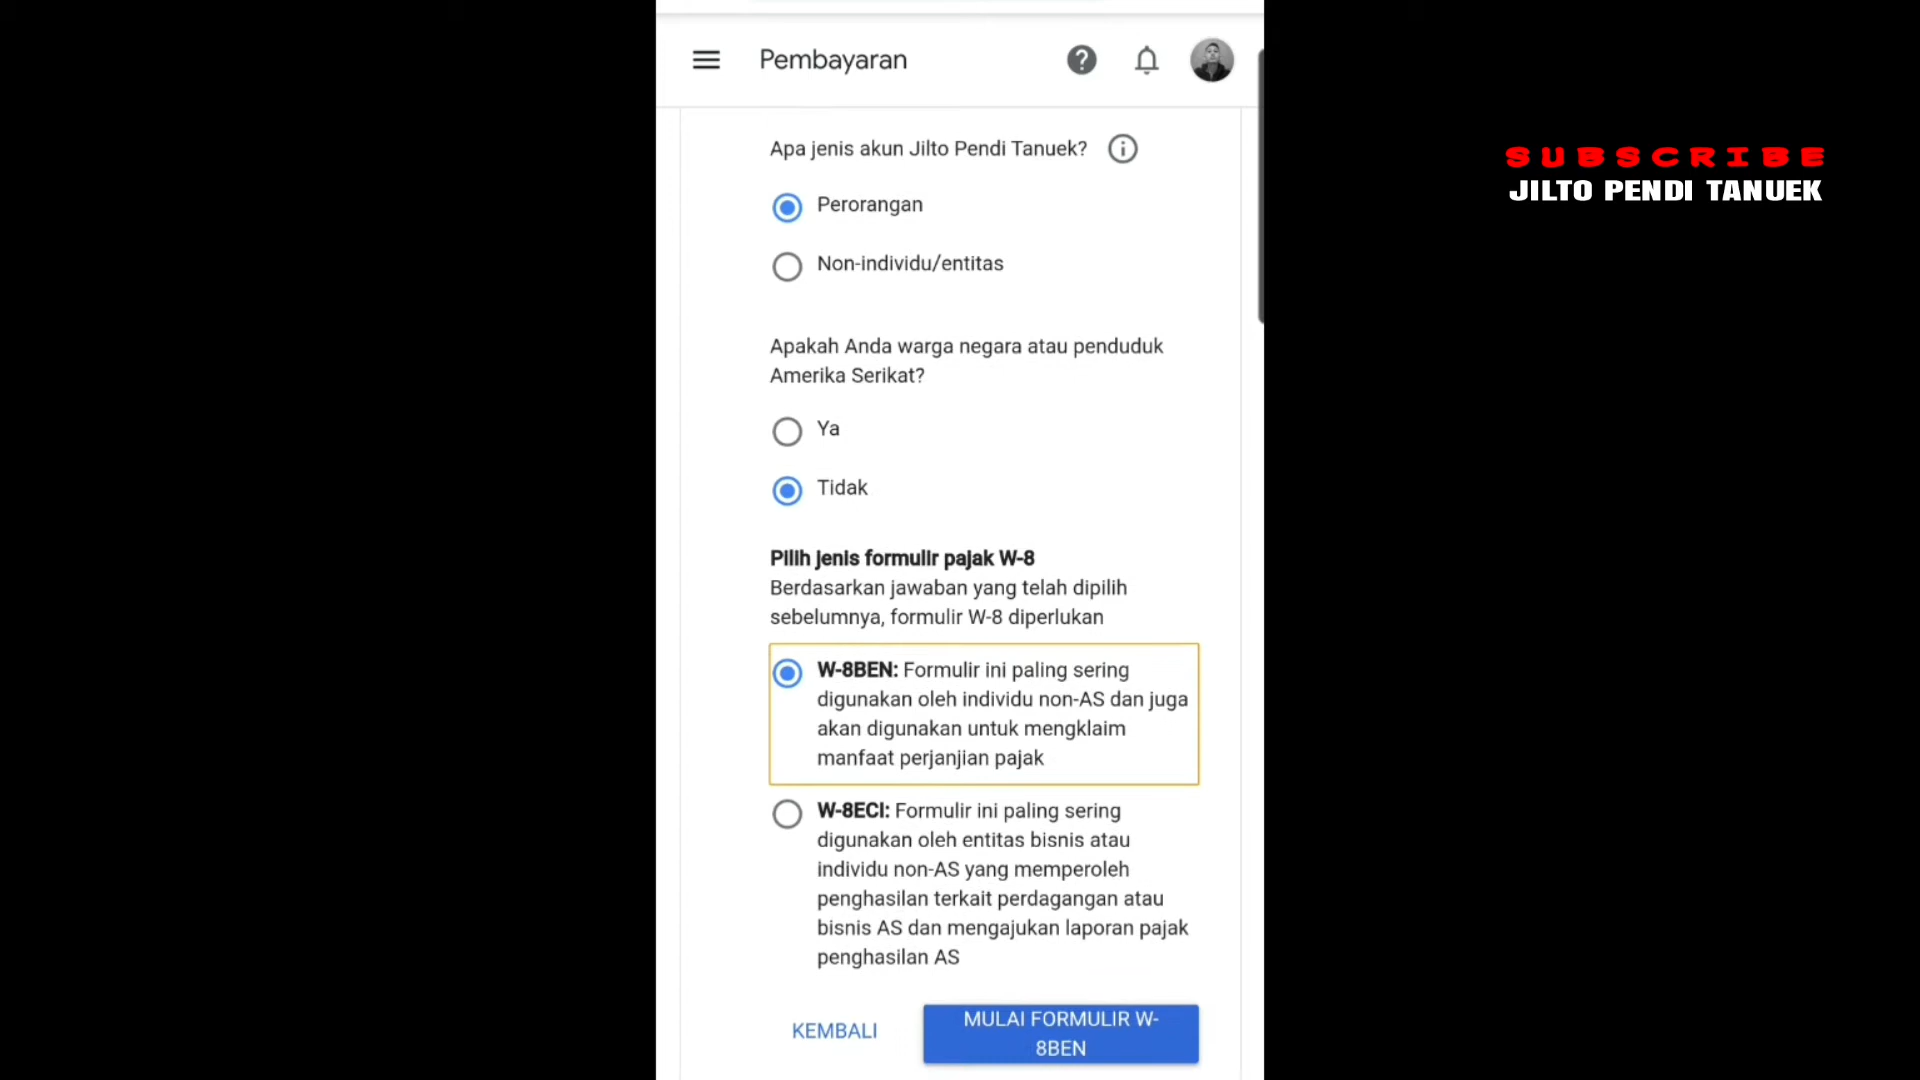 Pembayaran
SUBSCRIBE
JILTO PENDI TANUEK
Apa jenis akun Jilto Pendi Tanuek?
Perorangan
Non-individu/entitas
Apakah Anda warga negara atau penduduk
Amerika Serikat?
Ya
Tidak
Pilih jenis formulir pajak W-8
Berdasarkan jawaban yang telah dipilih
sebelumnya, formulir W-8 diperlukan
W-8BEN: Formulir ini paling sering
digunakan oleh individu non-AS dan juga
akan digunakan untuk mengklaim
manfaat perjanjian pajak
W-8ECI: Formulir ini paling sering
digunakan oleh entitas bisnis atau
individu non-AS yang memperoleh
penghasilan terkait perdagangan atau
bisnis AS dan mengajukan laporan pajak
penghasilan AS
KEMBALI
MULAI FORMULIR W-
8BEN